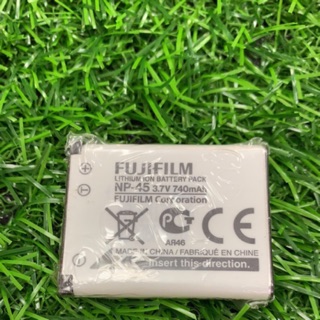 FUJIFILM
LITHIUM ION BATTERY PACK
NP-45 3.7V 740mAh
FUJIFILM Corporation
AR46
MADE IN CHINA / FABRIQUÉ EN CHINE
Insert this direction.